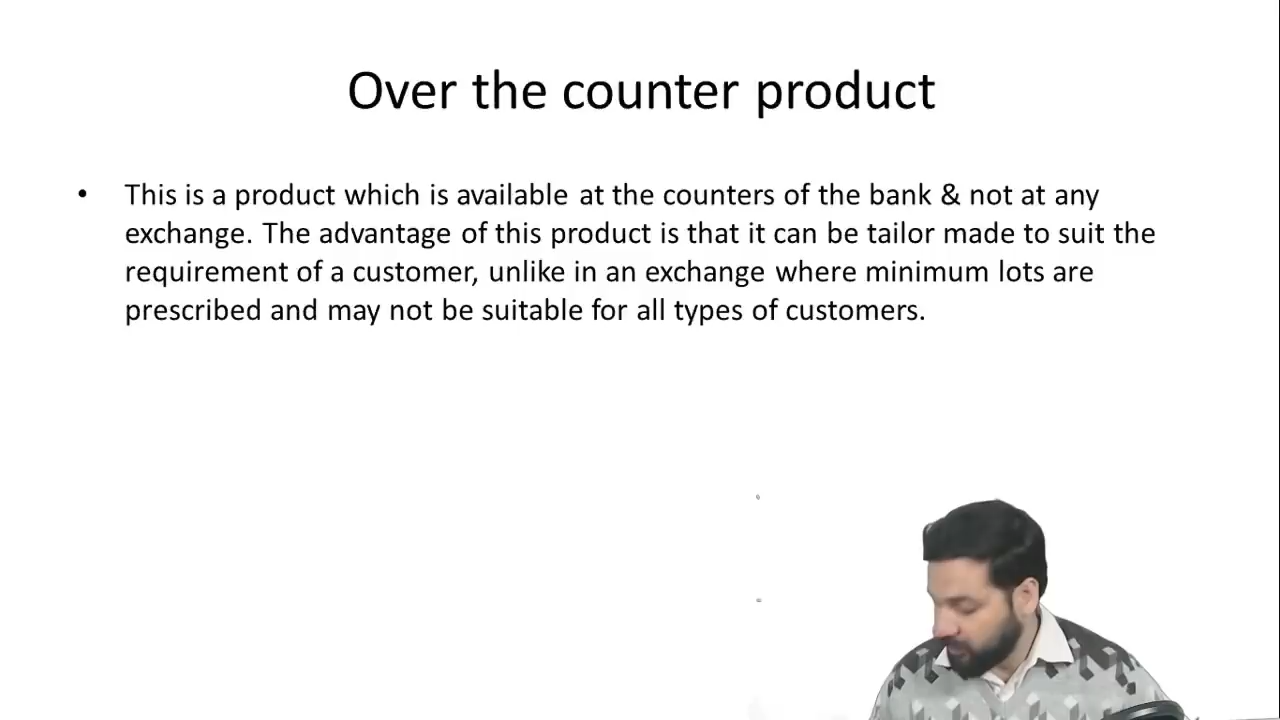 Over the counter product
• This is a product which is available at the counters of the bank & not at any
exchange. The advantage of this product is that it can be tailor made to suit the
requirement of a customer, unlike in an exchange where minimum lots are
prescribed and may not be suitable for all types of customers.